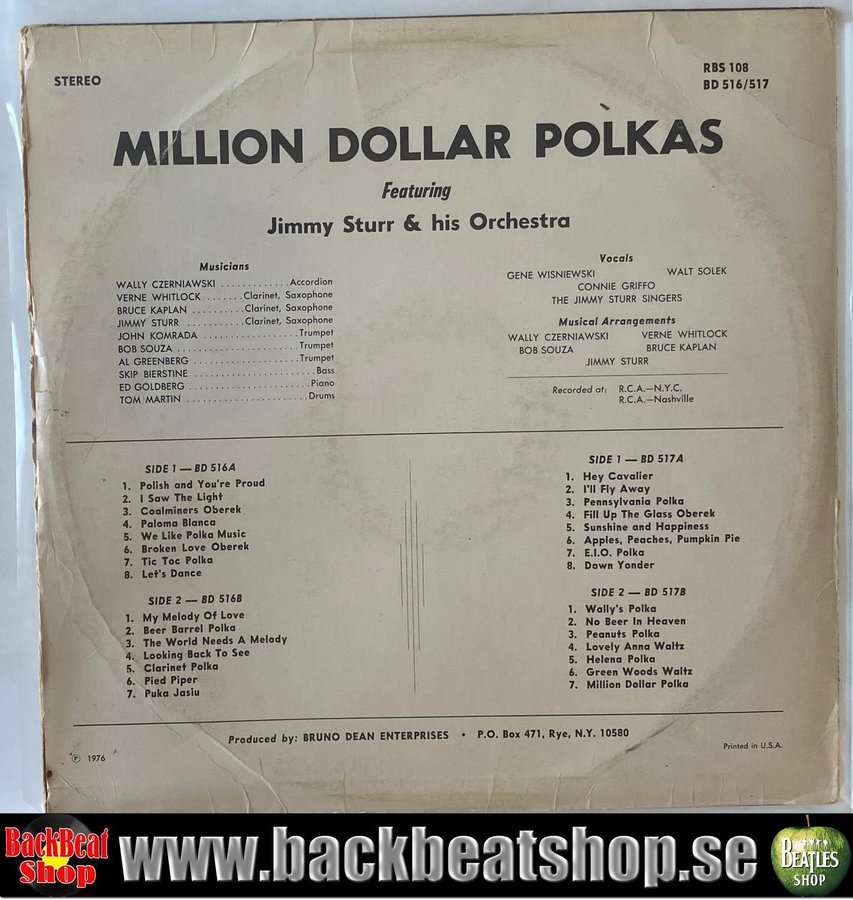 STEREO
RBS 108
BD 516/517
MILLION DOLLAR POLKAS
Featuring
Jimmy Sturr & his Orchestra
Musicians
WALLY CZERNIAWSKI . . . . . . . . . . . . . Accordion
VERNE WHITLOCK . . . . . . . Clarinet, Saxophone
BRUCE KAPLAN . . . . . . . . . . Clarinet, Saxophone
JIMMY STURR . . . . . . . . . . . Clarinet, Saxophone
JOHN KOMRADA . . . . . . . . . . . . . . . . . . Trumpet
BOB SOUZA . . . . . . . . . . . . . . . . . . . . . . Trumpet
AL GREENBERG . . . . . . . . . . . . . . . . . . . Trumpet
SKIP BIERSTINE . . . . . . . . . . . . . . . . . . . . . . Bass
ED GOLDBERG . . . . . . . . . . . . . . . . . . . . . . Piano
TOM MARTIN . . . . . . . . . . . . . . . . . . . . . . . Drums
Vocals
GENE WISNIEWSKI WALT SOLEK
CONNIE GRIFFO
THE JIMMY STURR SINGERS
Musical Arrangements
WALLY CZERNIAWSKI VERNE WHITLOCK
BOB SOUZA BRUCE KAPLAN
JIMMY STURR
Recorded at: R.C.A.—N.Y.C.
R.C.A.—Nashville
SIDE 1 — BD 516A
1. Polish and You're Proud
2. I Saw The Light
3. Coalminers Oberek
4. Paloma Blanca
5. We Like Polka Music
6. Broken Love Oberek
7. Tic Toc Polka
8. Let's Dance
SIDE 2 — BD 516B
1. My Melody Of Love
2. Beer Barrel Polka
3. The World Needs A Melody
4. Looking Back To See
5. Clarinet Polka
6. Pied Piper
7. Puka Jasiu
SIDE 1 — BD 517A
1. Hey Cavalier
2. I'll Fly Away
3. Pennsylvania Polka
4. Fill Up The Glass Oberek
5. Sunshine and Happiness
6. Apples, Peaches, Pumpkin Pie
7. E.I.O. Polka
8. Down Yonder
SIDE 2 — BD 517B
1. Wally's Polka
2. No Beer In Heaven
3. Peanuts Polka
4. Lovely Anna Waltz
5. Helena Polka
6. Green Woods Waltz
7. Million Dollar Polka
Produced by: BRUNO DEAN ENTERPRISES • P.O. Box 471, Rye, N.Y. 10580
℗ 1976
Printed in U.S.A.
BackBeat
Shop
www.backbeatshop.se
BEATLES
SHOP